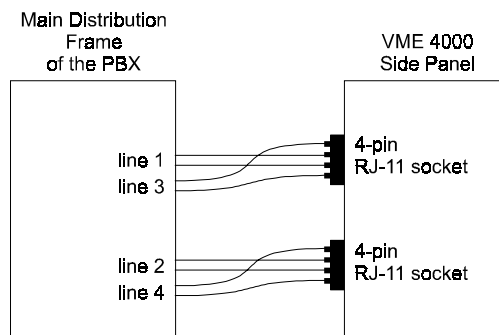 Main Distribution
Frame
of the PBX
VME 4000
Side Panel
line 1
line 3
4-pin
RJ-11 socket
line 2
line 4
4-pin
RJ-11 socket